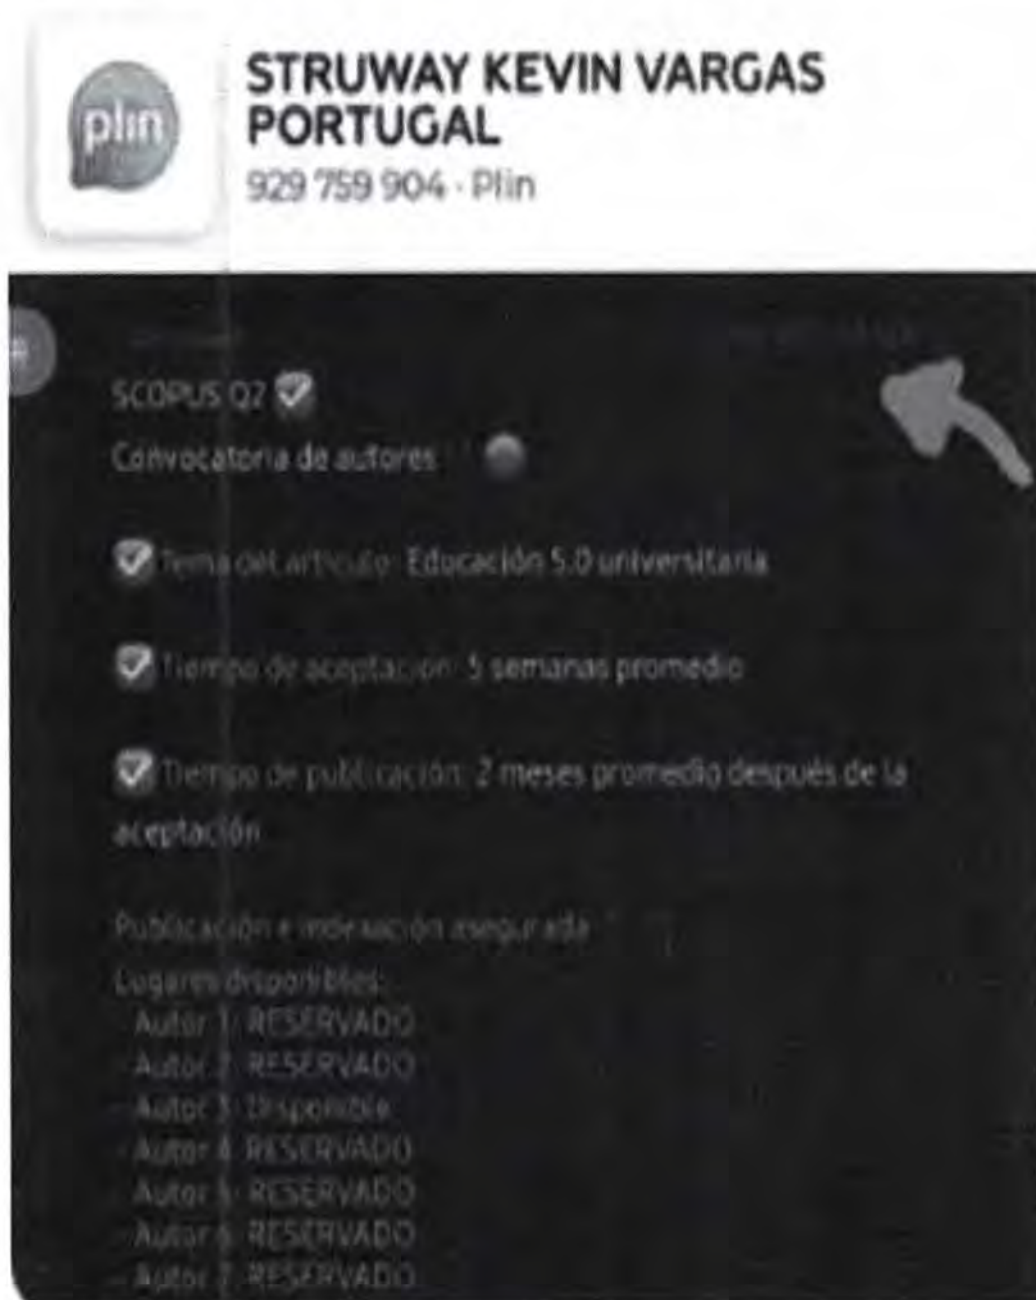 plin
STRUWAY KEVIN VARGAS
PORTUGAL
929 759 904 · Plin
SCOPUS Q2
Convocatoria de autores
Tema del artículo: Educación 5.0 universitaria
Tiempo de aceptación: 5 semanas promedio
Tiempo de publicación: 2 meses promedio después de la
aceptación
Publicación e indexación asegurada
Lugares disponibles:
- Autor 1: RESERVADO
- Autor 2: RESERVADO
- Autor 3: Disponible
- Autor 4: RESERVADO
- Autor 5: RESERVADO
- Autor 6: RESERVADO
- Autor 7: RESERVADO